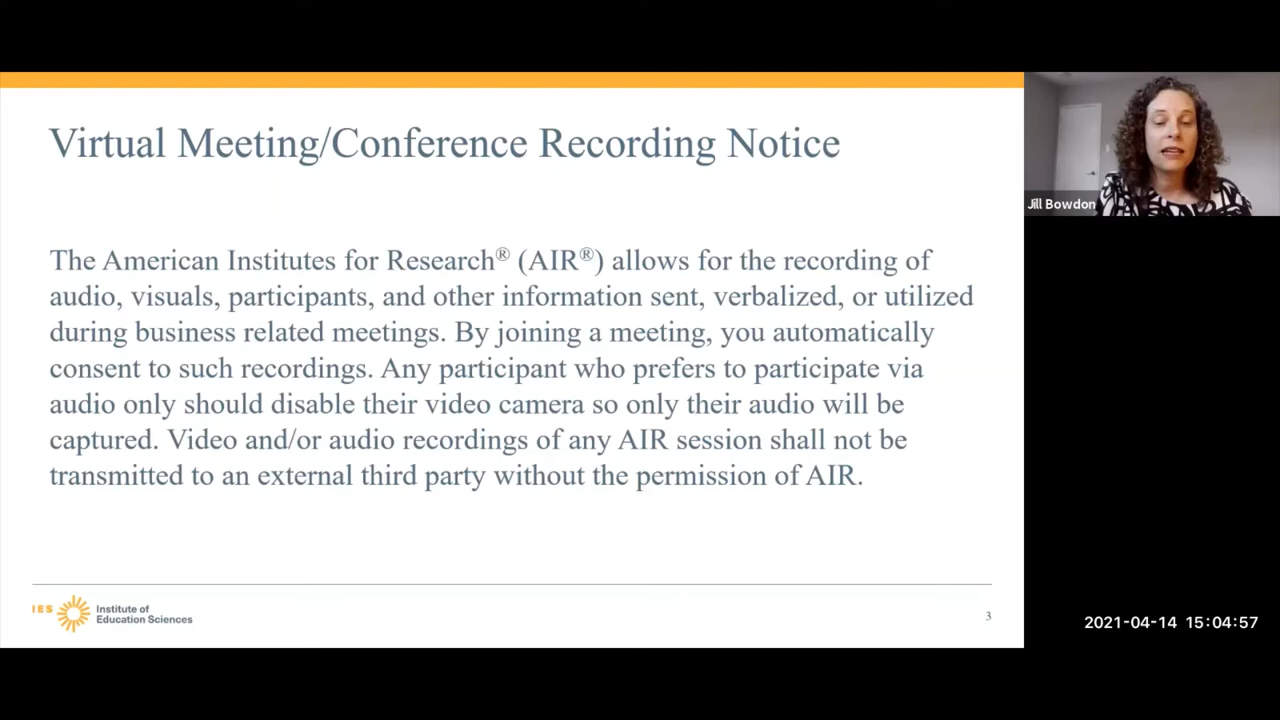 Virtual Meeting/Conference Recording Notice
The American Institutes for Research® (AIR®) allows for the recording of
audio, visuals, participants, and other information sent, verbalized, or utilized
during business related meetings. By joining a meeting, you automatically
consent to such recordings. Any participant who prefers to participate via
audio only should disable their video camera so only their audio will be
captured. Video and/or audio recordings of any AIR session shall not be
transmitted to an external third party without the permission of AIR.
IES
Institute of
Education Sciences
3
Jill Bowdon
2021-04-14 15:04:57